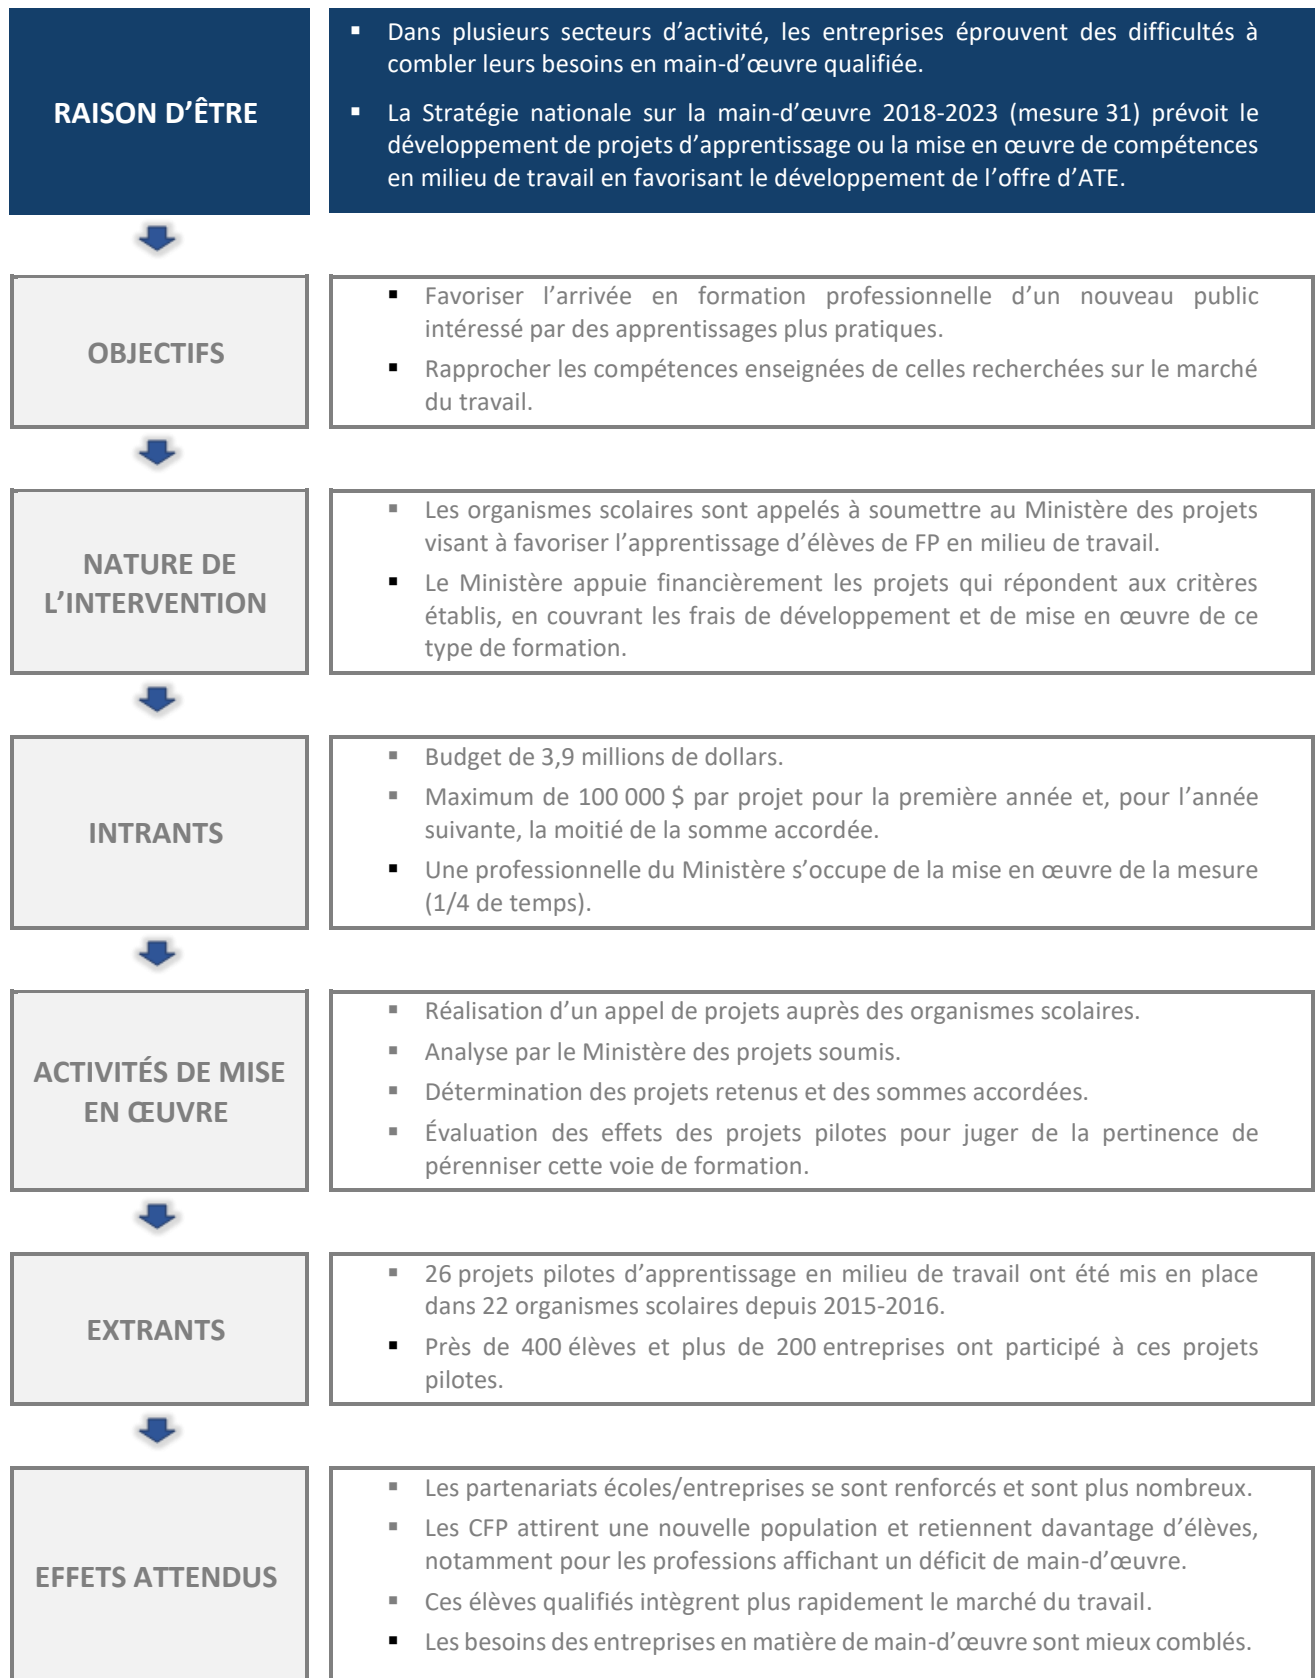 RAISON D’ÊTRE
▪ Dans plusieurs secteurs d’activité, les entreprises éprouvent des difficultés à
combler leurs besoins en main-d’œuvre qualifiée.
▪ La Stratégie nationale sur la main-d’œuvre 2018-2023 (mesure 31) prévoit le
développement de projets d’apprentissage ou la mise en œuvre de compétences
en milieu de travail en favorisant le développement de l’offre d’ATE.
OBJECTIFS
▪ Favoriser l’arrivée en formation professionnelle d’un nouveau public
intéressé par des apprentissages plus pratiques.
▪ Rapprocher les compétences enseignées de celles recherchées sur le marché
du travail.
NATURE DE
L’INTERVENTION
▪ Les organismes scolaires sont appelés à soumettre au Ministère des projets
visant à favoriser l’apprentissage d’élèves de FP en milieu de travail.
▪ Le Ministère appuie financièrement les projets qui répondent aux critères
établis, en couvrant les frais de développement et de mise en œuvre de ce
type de formation.
INTRANTS
▪ Budget de 3,9 millions de dollars.
▪ Maximum de 100 000 $ par projet pour la première année et, pour l’année
suivante, la moitié de la somme accordée.
▪ Une professionnelle du Ministère s’occupe de la mise en œuvre de la mesure
(1/4 de temps).
ACTIVITÉS DE MISE
EN ŒUVRE
▪ Réalisation d’un appel de projets auprès des organismes scolaires.
▪ Analyse par le Ministère des projets soumis.
▪ Détermination des projets retenus et des sommes accordées.
▪ Évaluation des effets des projets pilotes pour juger de la pertinence de
pérenniser cette voie de formation.
EXTRANTS
▪ 26 projets pilotes d’apprentissage en milieu de travail ont été mis en place
dans 22 organismes scolaires depuis 2015-2016.
▪ Près de 400 élèves et plus de 200 entreprises ont participé à ces projets
pilotes.
EFFETS ATTENDUS
▪ Les partenariats écoles/entreprises se sont renforcés et sont plus nombreux.
▪ Les CFP attirent une nouvelle population et retiennent davantage d’élèves,
notamment pour les professions affichant un déficit de main-d’œuvre.
▪ Ces élèves qualifiés intègrent plus rapidement le marché du travail.
▪ Les besoins des entreprises en matière de main-d’œuvre sont mieux comblés.